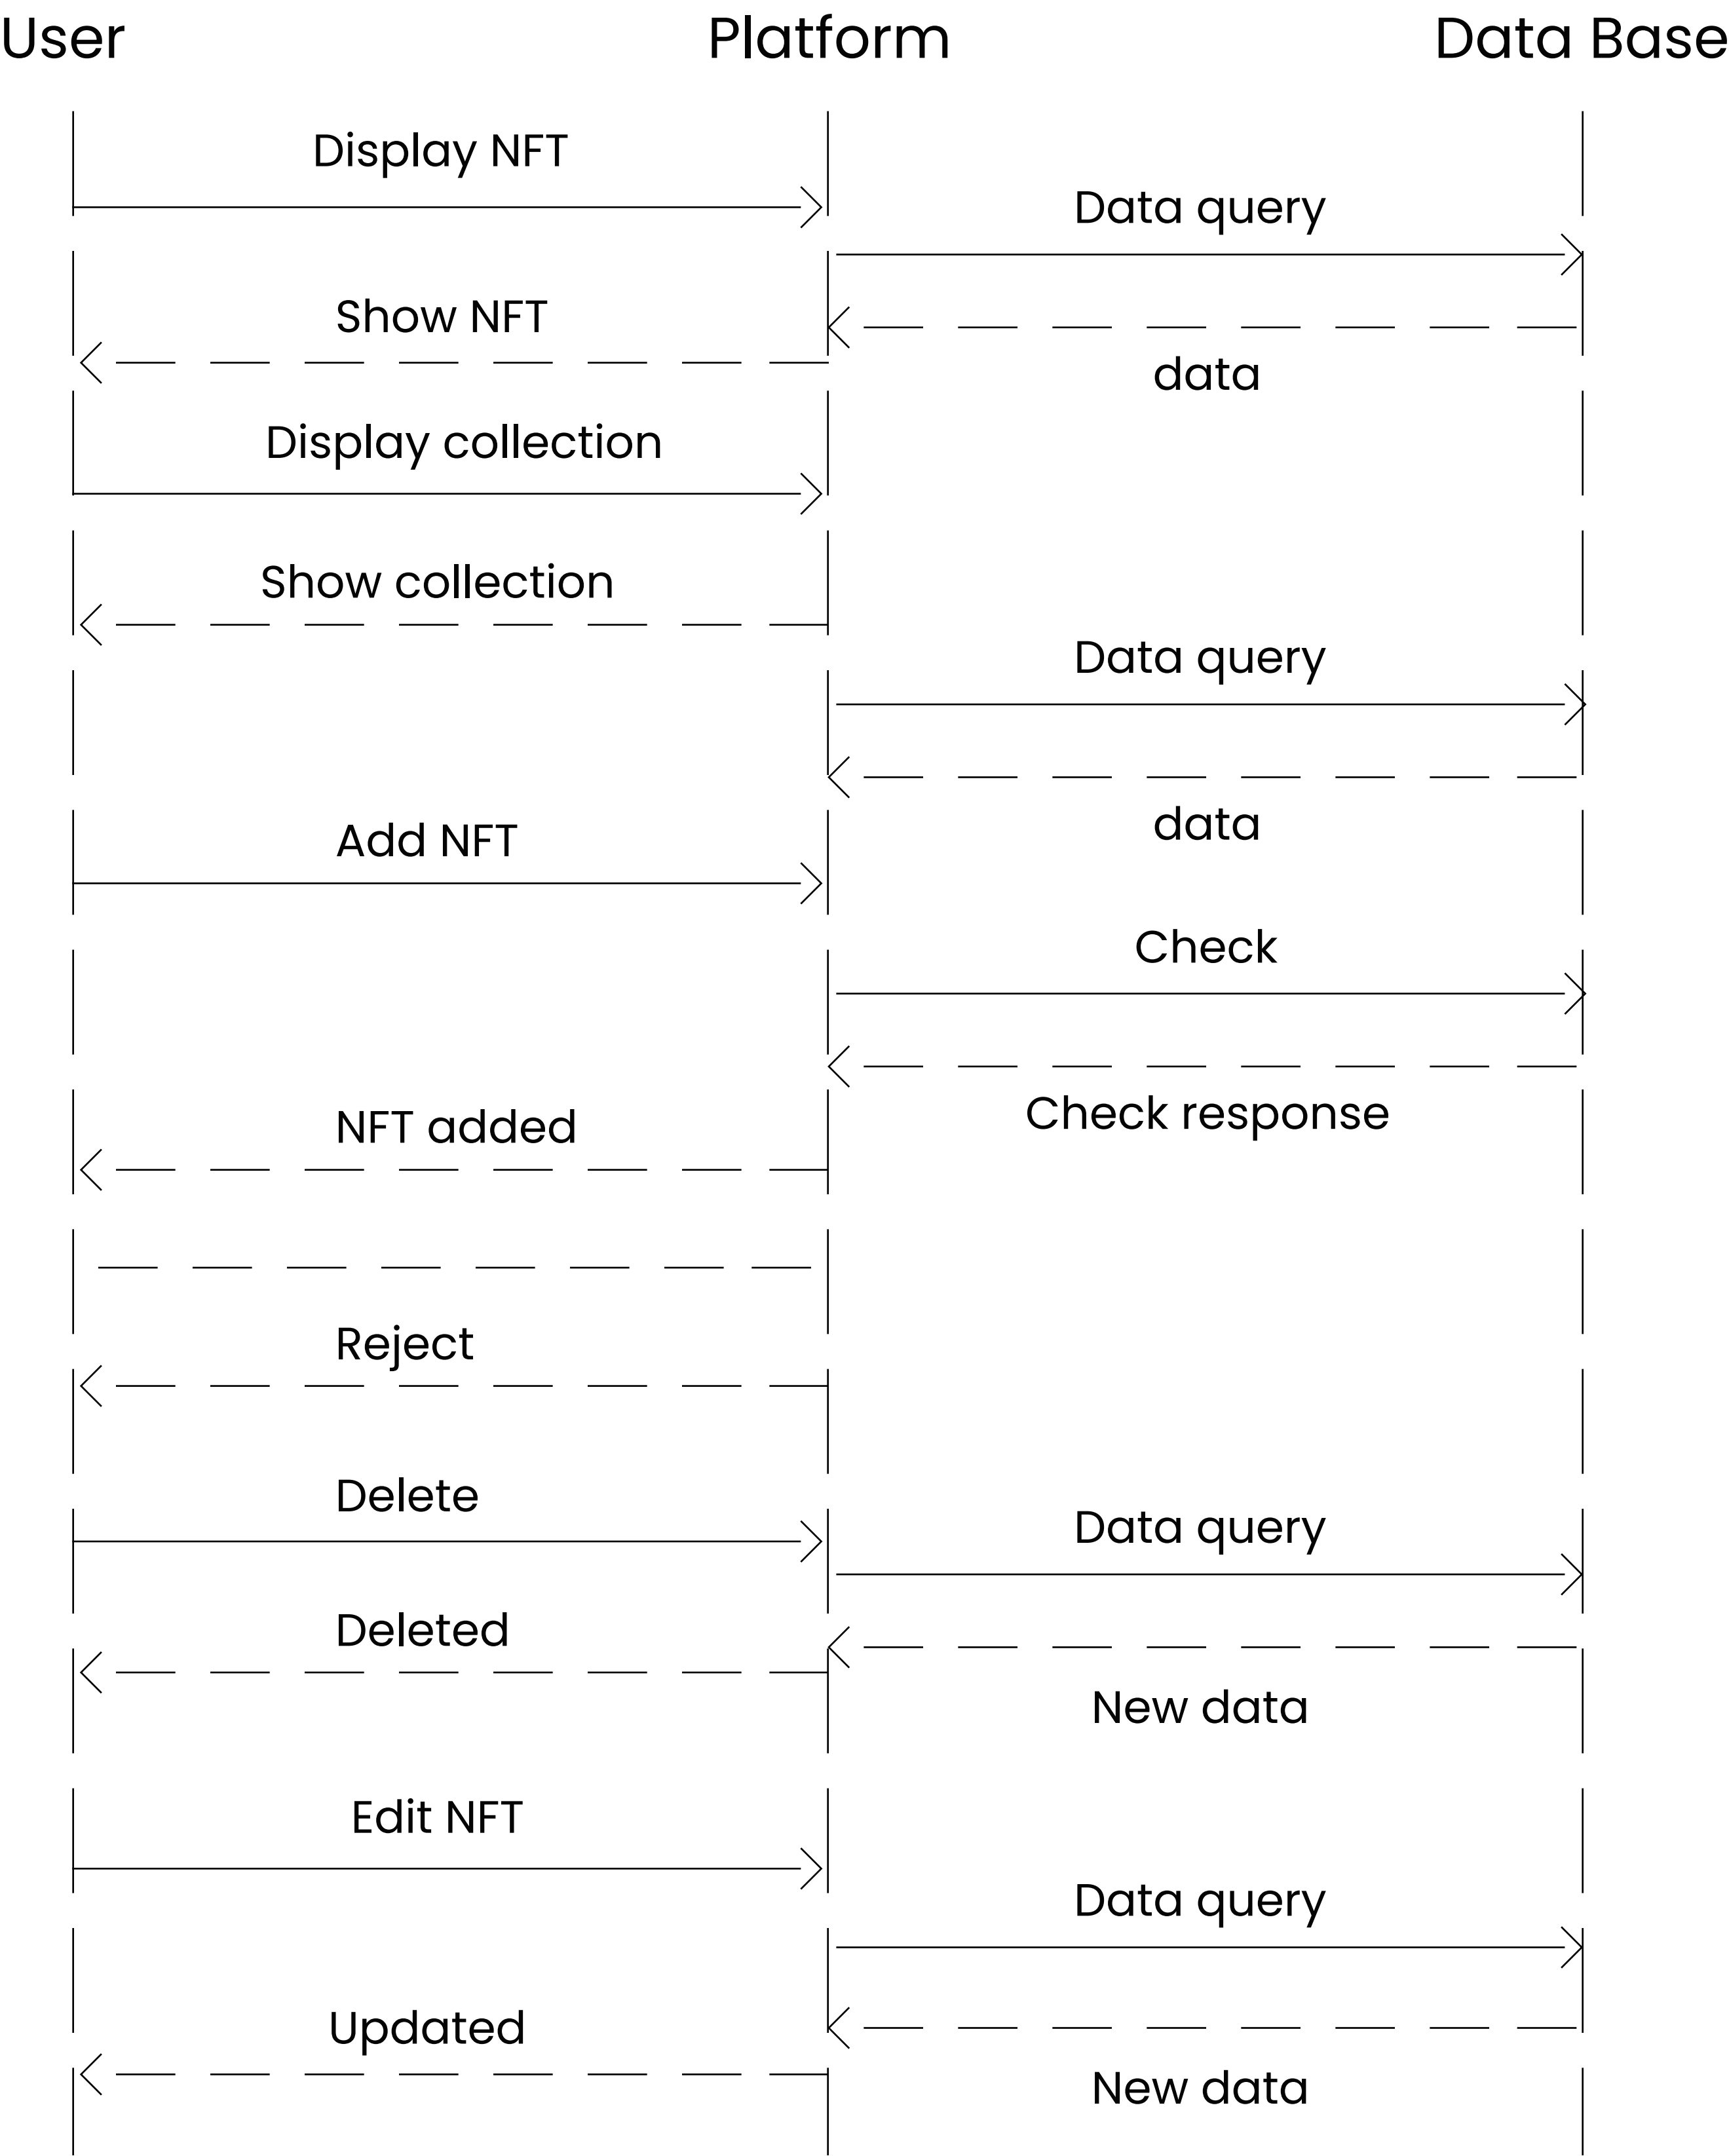 User
Platform
Data Base
Display NFT
Data query
Show NFT
data
Display collection
Show collection
Data query
data
Add NFT
Check
Check response
NFT added
Reject
Delete
Data query
Deleted
New data
Edit NFT
Data query
Updated
New data